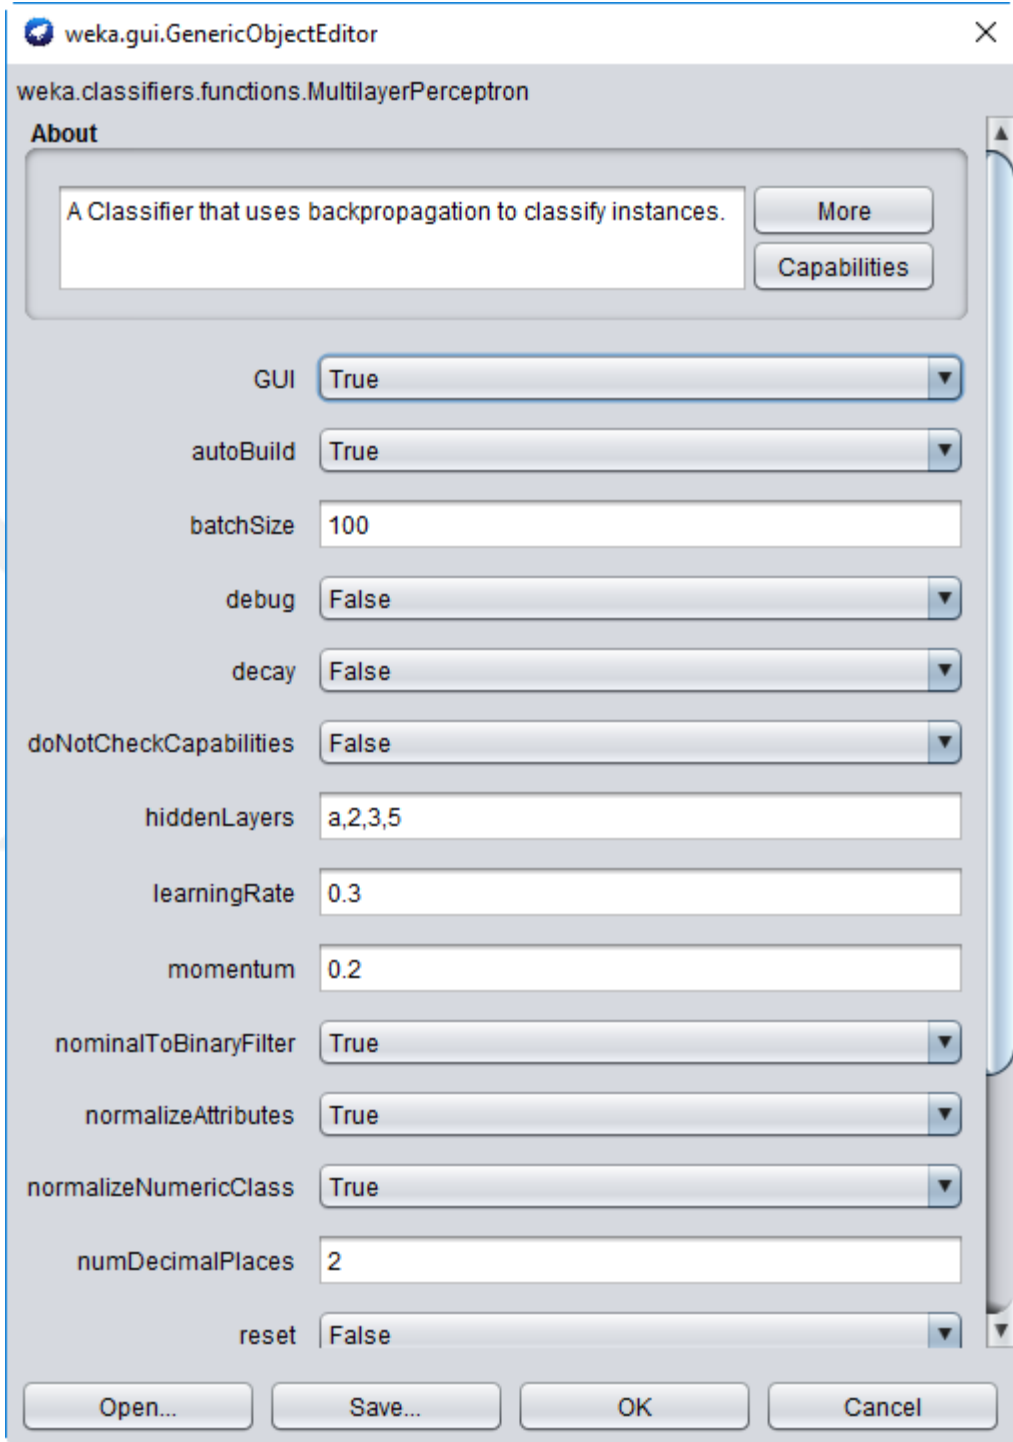 weka.gui.GenericObjectEditor
weka.classifiers.functions.MultilayerPerceptron
About
A Classifier that uses backpropagation to classify instances.
More
Capabilities
GUI True
autoBuild True
batchSize 100
debug False
decay False
doNotCheckCapabilities False
hiddenLayers a,2,3,5
learningRate 0.3
momentum 0.2
nominalToBinaryFilter True
normalizeAttributes True
normalizeNumericClass True
numDecimalPlaces 2
reset False
Open... Save... OK Cancel